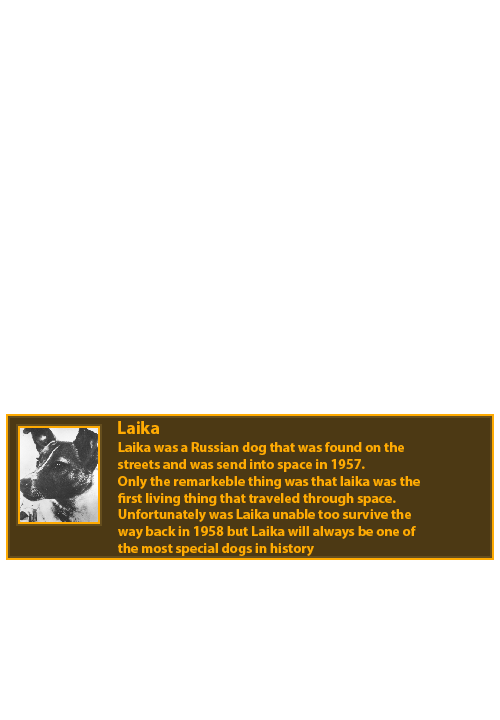 Laika
Laika was a Russian dog that was found on the
streets and was send into space in 1957.
Only the remarkeble thing was that laika was the
first living thing that traveled through space.
Unfortunately was Laika unable too survive the
way back in 1958 but Laika will always be one of
the most special dogs in history